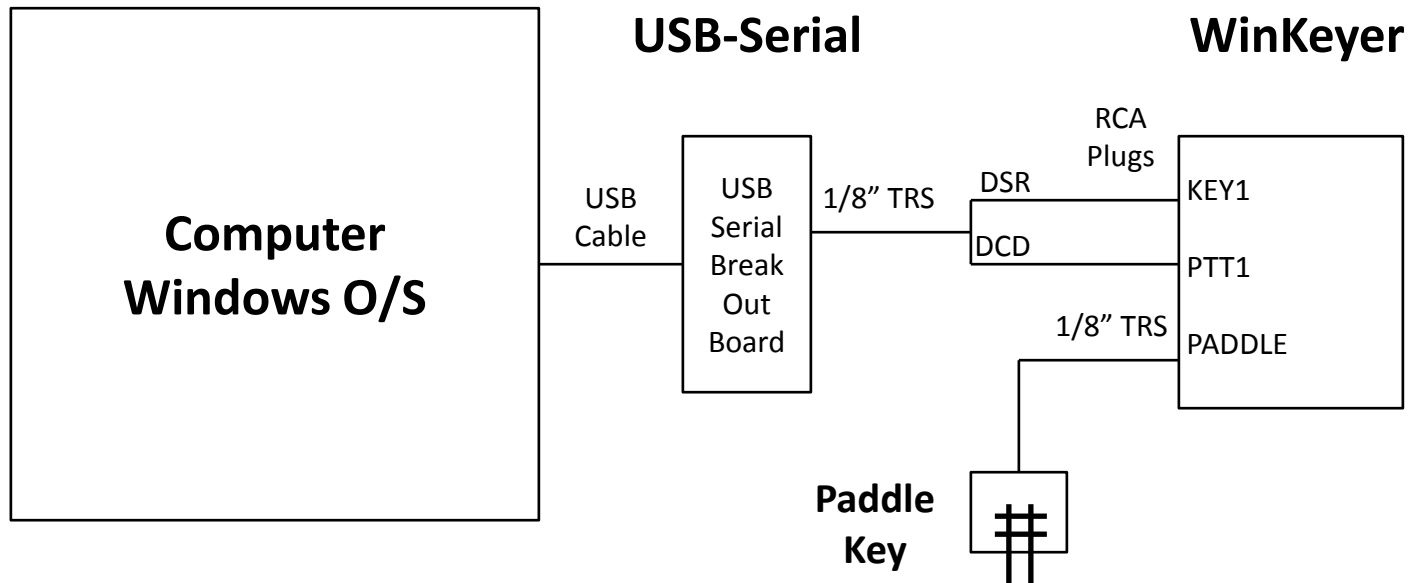 USB-Serial
WinKeyer
Computer
Windows O/S
USB
Cable
USB
Serial
Break
Out
Board
1/8” TRS
DSR
DCD
RCA
Plugs
KEY1
PTT1
1/8” TRS
PADDLE
Paddle
Key